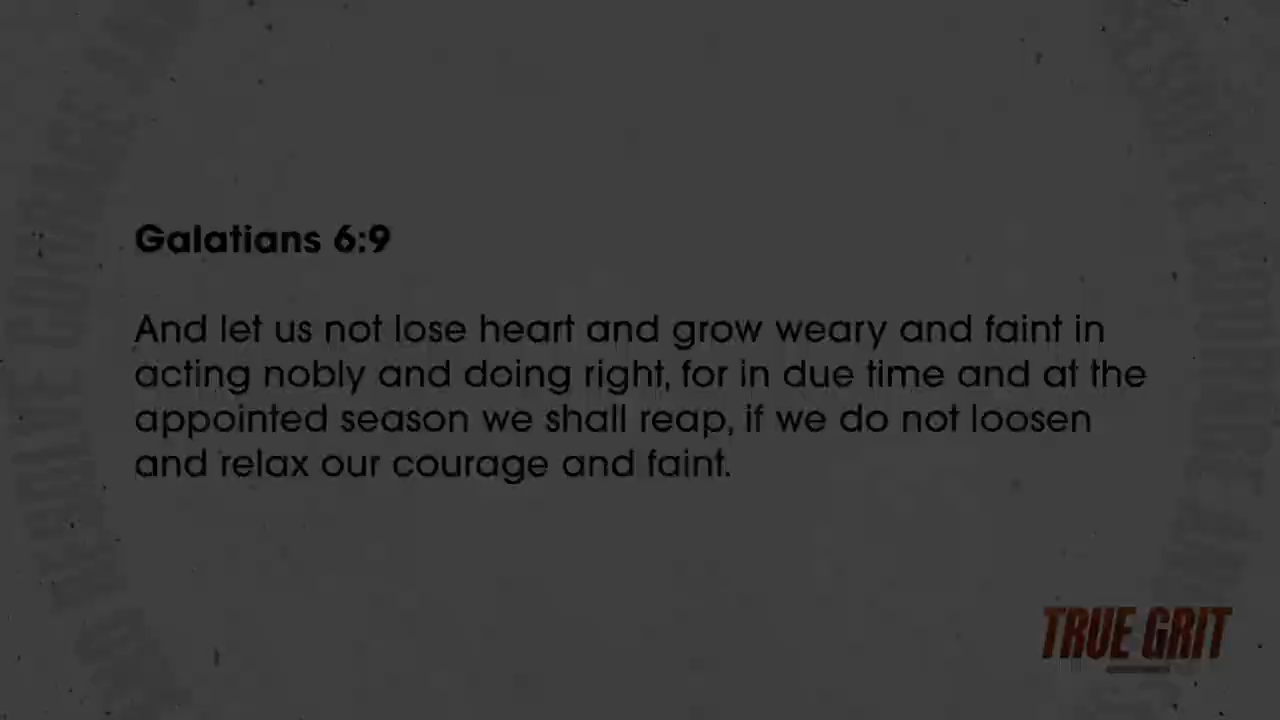 Galatians 6:9
And let us not lose heart and grow weary and faint in
acting nobly and doing right, for in due time and at the
appointed season we shall reap, if we do not loosen
and relax our courage and faint.
TRUE GRIT